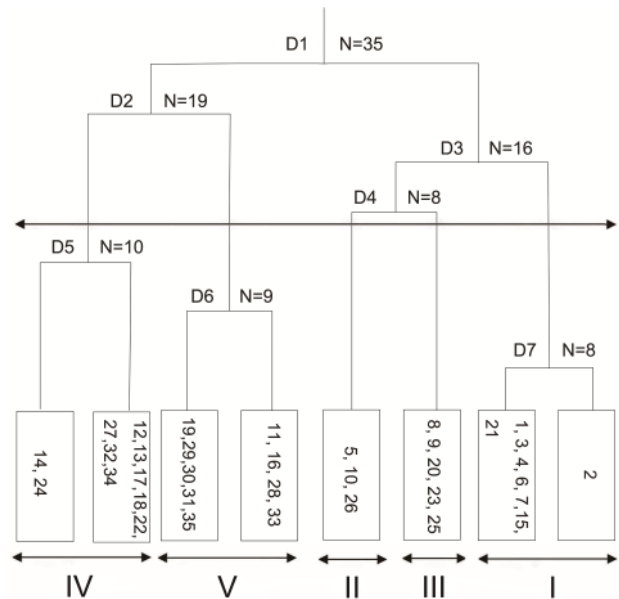 D1 N=35
D2 N=19
D3 N=16
D4 N=8
D5 N=10
D6 N=9
D7 N=8
14, 24
12,13,17,18,22,
27,32,34
19,29,30,31,35
11, 16, 28, 33
5, 10, 26
8, 9, 20, 23, 25
1, 3, 4, 6, 7,15,
21
2
IV V II III I